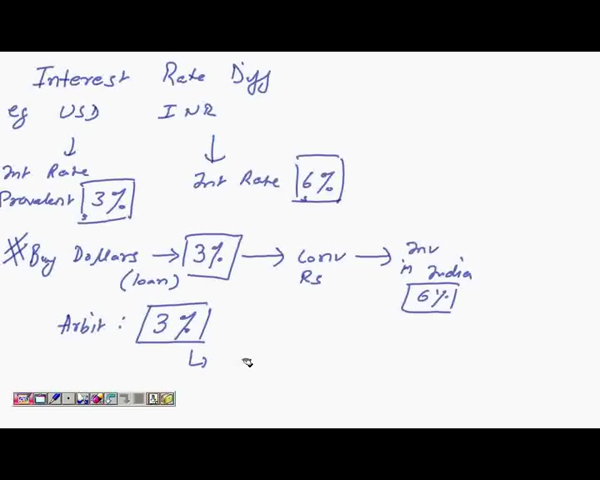 Interest Rate Diff
eg USD INR
Int Rate
Prevalent 3%
Int Rate 6%
Buy Dollars → 3% → Conv → Inv
(loan) Rs in India
6%
Arbit : 3%